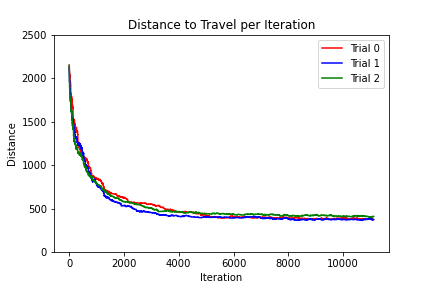 Distance to Travel per Iteration
2500
2000
1500
1000
500
0
Distance
Trial 0
Trial 1
Trial 2
0 2000 4000 6000 8000 10000
Iteration